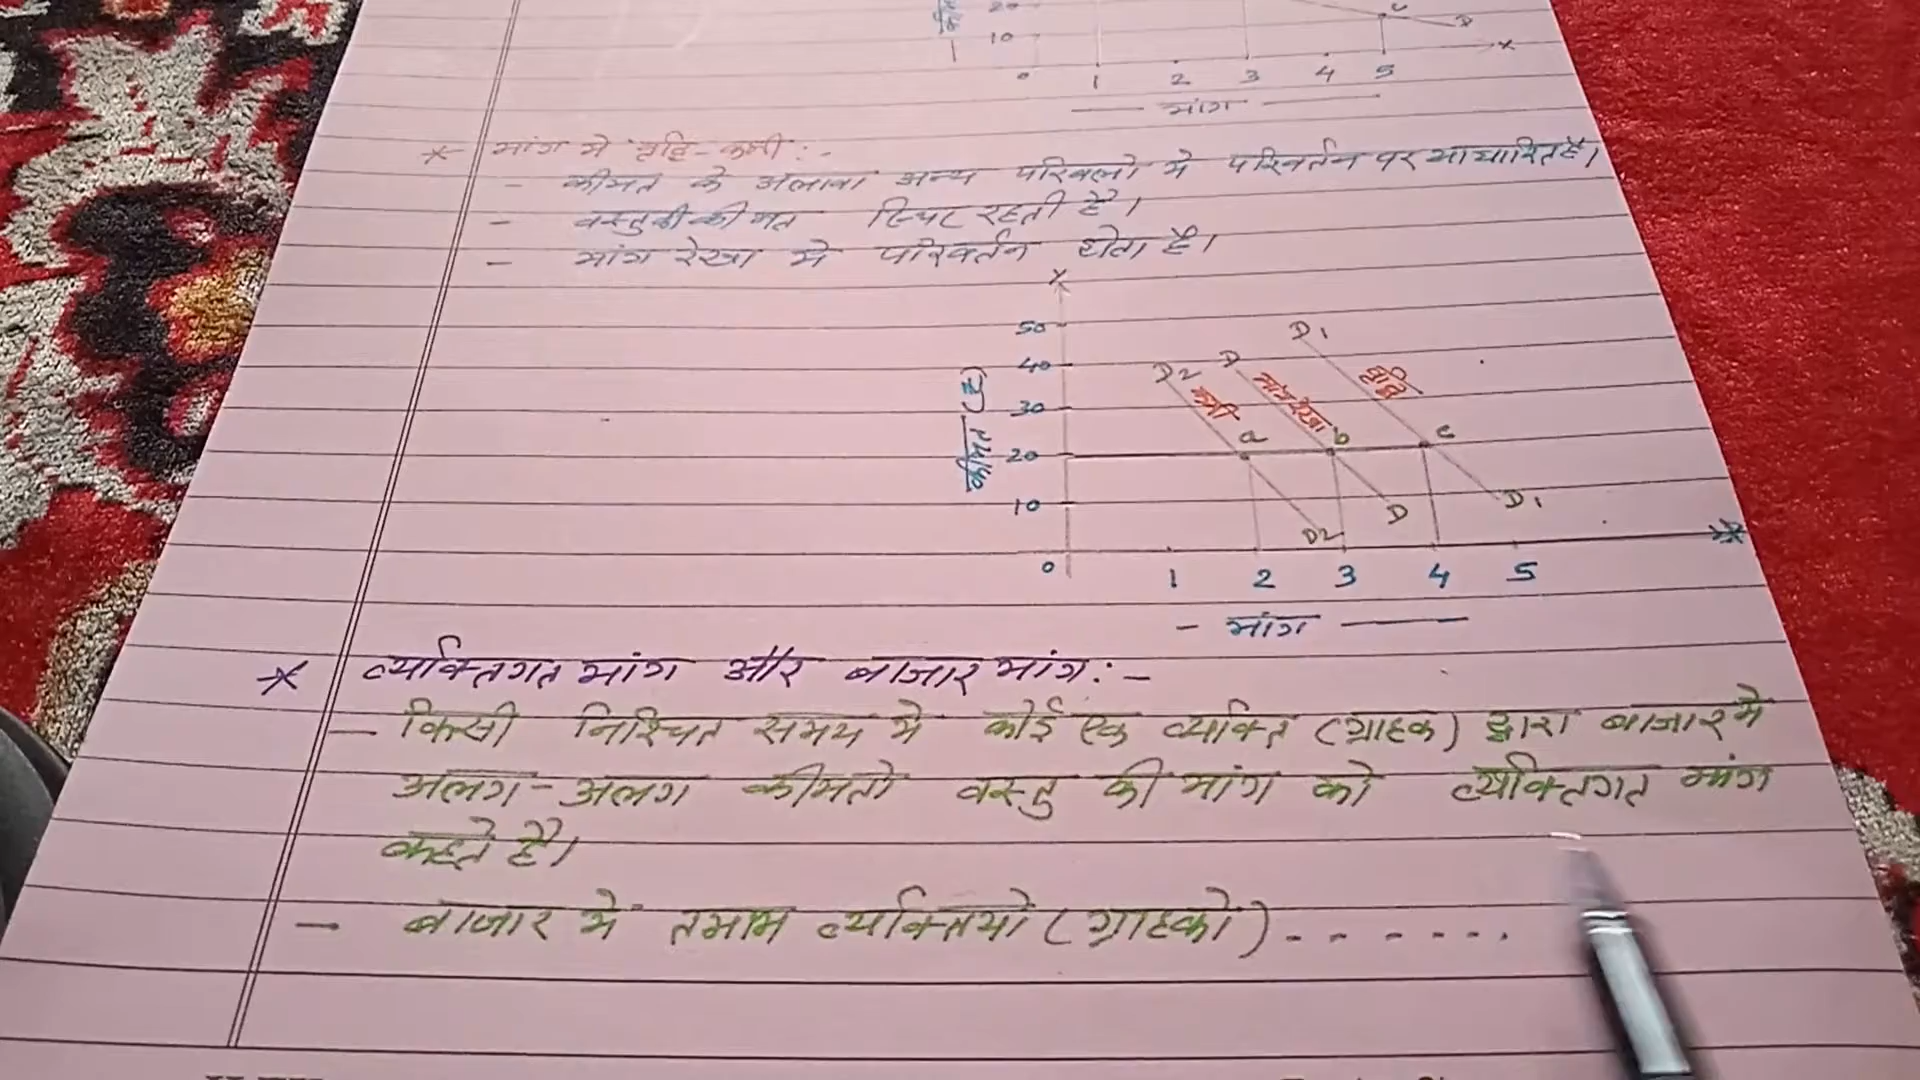 20
10
0 1 2 3 4 5 X
मांग
* मांग मे वृद्धि-कमी:-
- कीमत के अलावा अन्य परिबलो मे परिवर्तन पर आधारित है।
- वस्तु की कीमत स्थिर रहती है।
- मांग रेखा मे परिवर्तन होता है।
Y
50
40
30
20
10
कीमत (₹)
D2 D D1
कमी मांग रेखा वृद्धि
a b c
D2 D D1
0 1 2 3 4 5 X
- मांग
* व्यक्तिगत मांग और बाजार मांग:-
- किसी निश्चित समय मे कोई एक व्यक्ति (ग्राहक) द्वारा बाजार मे
अलग-अलग कीमतो वस्तु की मांग को व्यक्तिगत मांग
कहते है।
- बाजार में तमाम व्यक्तियो (ग्राहको).......